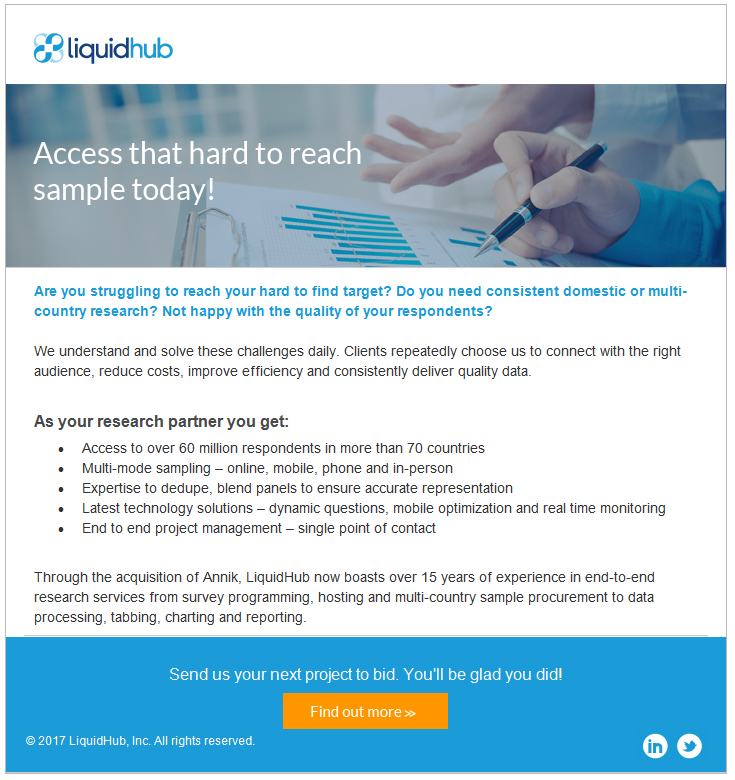 liquidhub
Access that hard to reach
sample today!
Are you struggling to reach your hard to find target? Do you need consistent domestic or multi-
country research? Not happy with the quality of your respondents?
We understand and solve these challenges daily. Clients repeatedly choose us to connect with the right
audience, reduce costs, improve efficiency and consistently deliver quality data.
As your research partner you get:
• Access to over 60 million respondents in more than 70 countries
• Multi-mode sampling – online, mobile, phone and in-person
• Expertise to dedupe, blend panels to ensure accurate representation
• Latest technology solutions – dynamic questions, mobile optimization and real time monitoring
• End to end project management – single point of contact
Through the acquisition of Annik, LiquidHub now boasts over 15 years of experience in end-to-end
research services from survey programming, hosting and multi-country sample procurement to data
processing, tabbing, charting and reporting.
Send us your next project to bid. You'll be glad you did!
Find out more >>
© 2017 LiquidHub, Inc. All rights reserved.
in